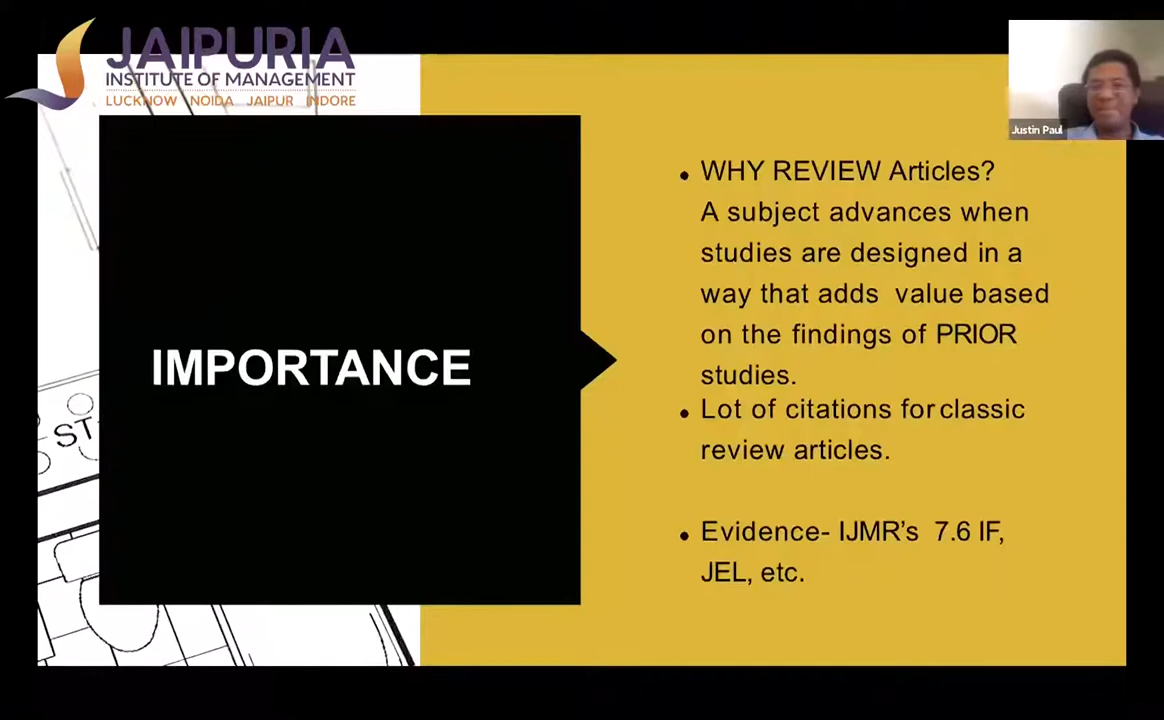 JAIPURIA
INSTITUTE OF MANAGEMENT
LUCKNOW NOIDA JAIPUR INDORE
Justin Paul
IMPORTANCE
• WHY REVIEW Articles?
A subject advances when
studies are designed in a
way that adds value based
on the findings of PRIOR
studies.
• Lot of citations for classic
review articles.
• Evidence- IJMR's 7.6 IF,
JEL, etc.
ST